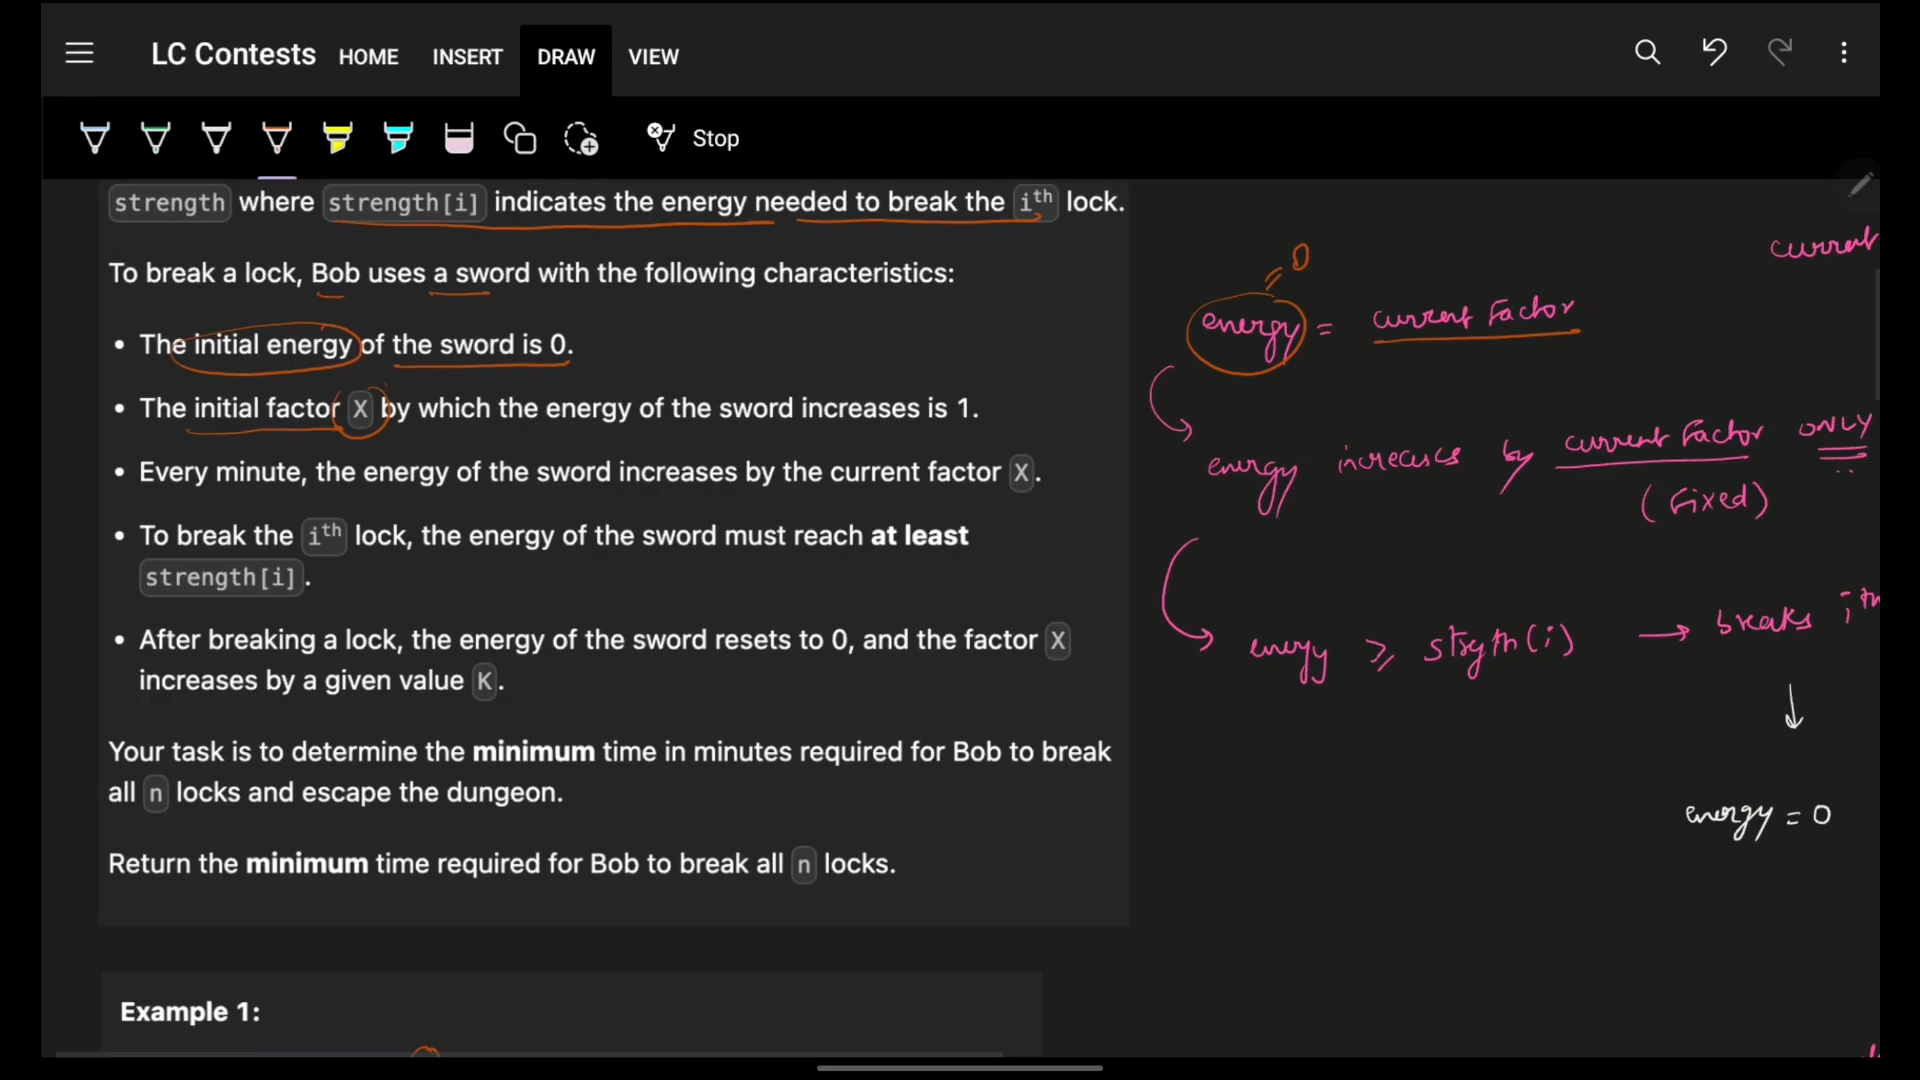 LC Contests HOME INSERT DRAW VIEW
Stop
strength where strength[i] indicates the energy needed to break the ith lock.
To break a lock, Bob uses a sword with the following characteristics:
• The initial energy of the sword is 0.
• The initial factor X by which the energy of the sword increases is 1.
• Every minute, the energy of the sword increases by the current factor X.
• To break the ith lock, the energy of the sword must reach at least
strength[i].
• After breaking a lock, the energy of the sword resets to 0, and the factor X
increases by a given value K.
Your task is to determine the minimum time in minutes required for Bob to break
all n locks and escape the dungeon.
Return the minimum time required for Bob to break all n locks.
Example 1:
current
= 0
energy = current Factor
energy increases by current Factor ONLY
(Fixed)
energy ⩾ strgth(i) → breaks ith
↓
energy = 0